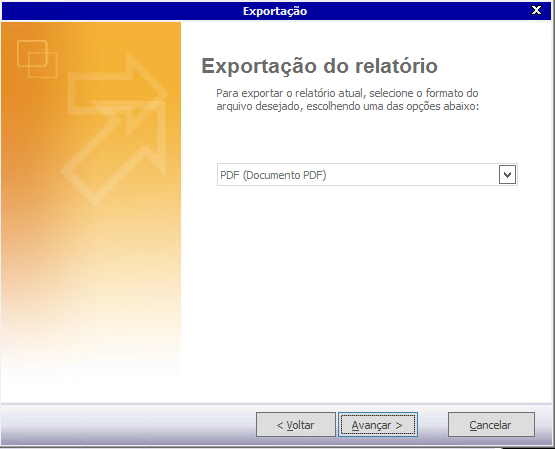 Exportação
Exportação do relatório
Para exportar o relatório atual, selecione o formato do
arquivo desejado, escolhendo uma das opções abaixo:
PDF (Documento PDF)
< Voltar
Avançar >
Cancelar